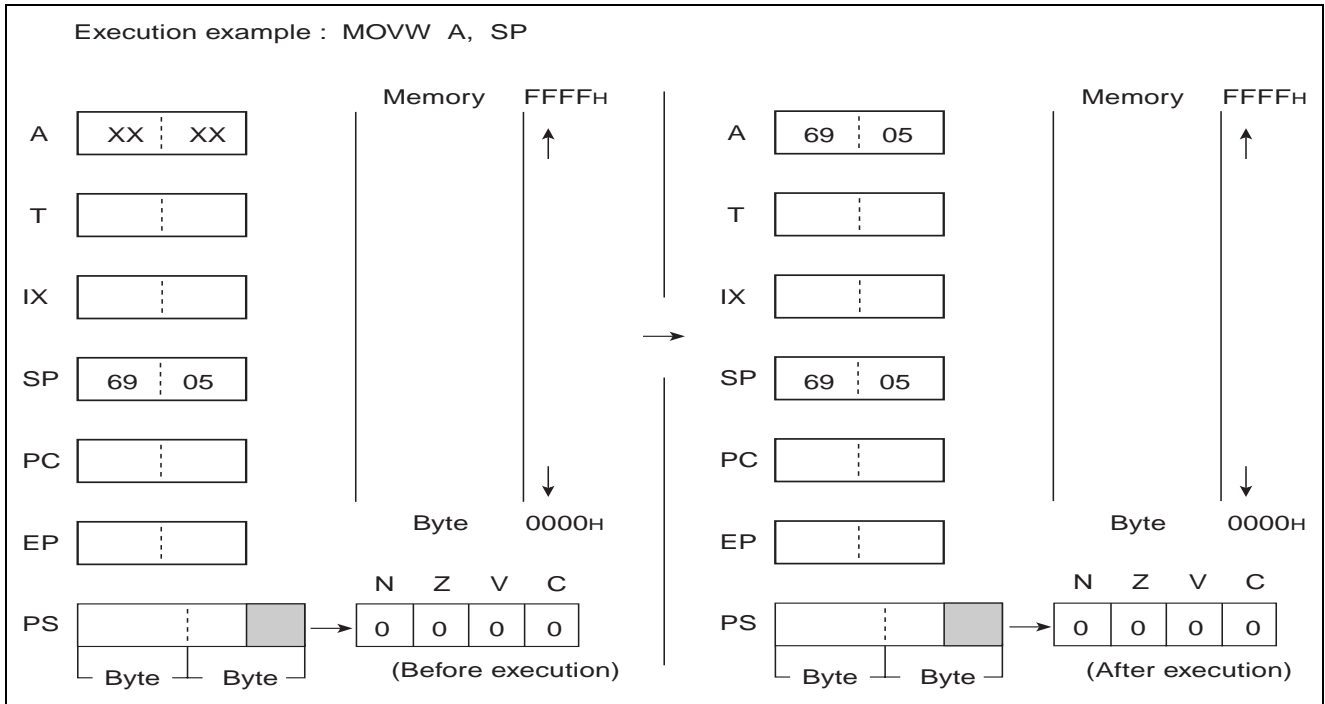 Execution example : MOVW A, SP
Memory FFFFH
A XX XX
T
IX
SP 69 05
PC
Byte 0000H
EP
N Z V C
PS 0 0 0 0
Byte Byte (Before execution)
Memory FFFFH
A 69 05
T
IX
SP 69 05
PC
Byte 0000H
EP
N Z V C
PS 0 0 0 0
Byte Byte (After execution)